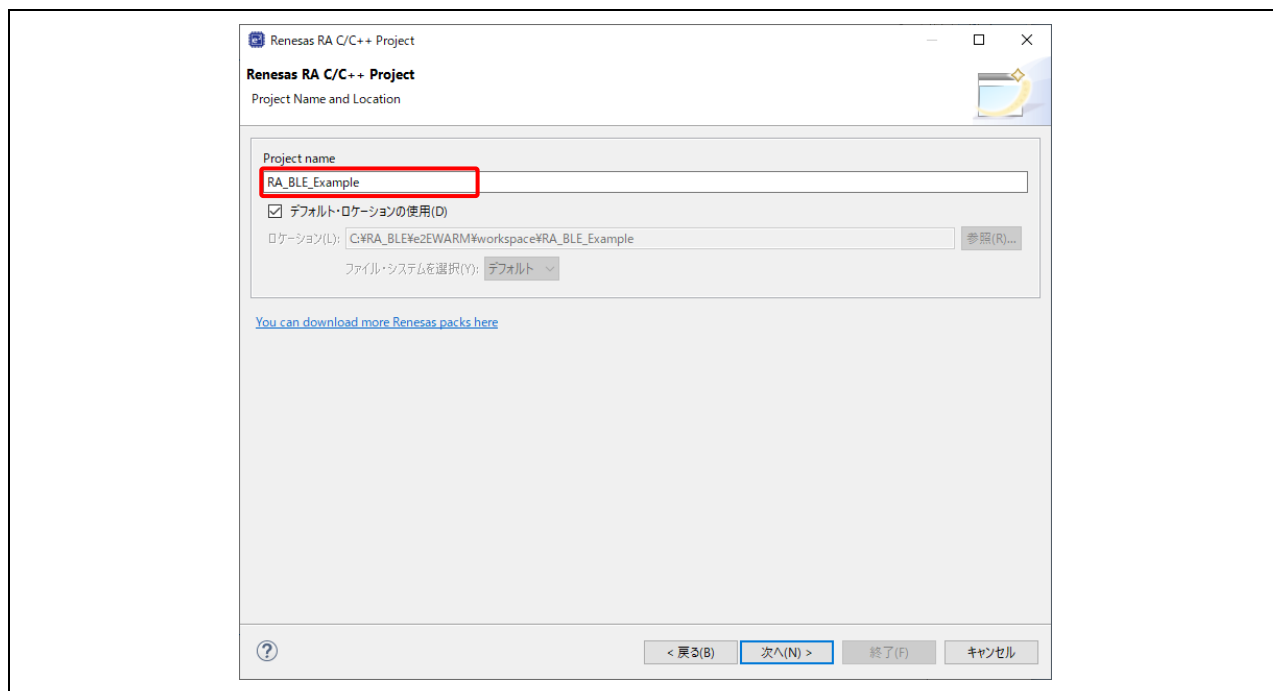 Renesas RA C/C++ Project
Renesas RA C/C++ Project
Project Name and Location
Project name
RA_BLE_Example
デフォルト・ロケーションの使用(D)
ロケーション(L): C:¥RA_BLE¥e2EWARM¥workspace¥RA_BLE_Example 参照(R)...
ファイル・システムを選択(Y): デフォルト
You can download more Renesas packs here
< 戻る(B) 次へ(N) > 終了(F) キャンセル